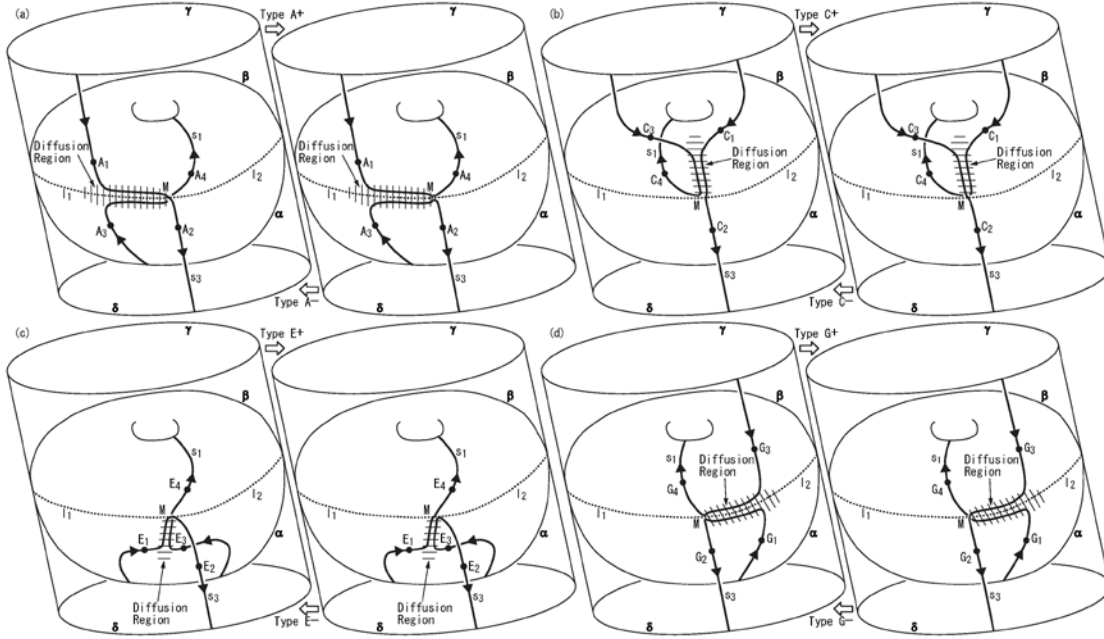 (a)
γ
Type A+
γ
(b)
γ
Type C+
γ
β
β
β
β
s1
s1
C3
C1
C3
C1
Diffusion
Region
A1
Diffusion
Region
A1
s1
Diffusion
Region
s1
Diffusion
Region
M
A4
l2
M
A4
l2
C4
l2
C4
l2
l1
l1
l1
M
l1
M
A3
A2
α
A3
A2
α
C2
α
C2
α
s3
s3
s3
s3
δ
Type A−
δ
δ
Type C−
δ
(c)
γ
Type E+
γ
(d)
γ
Type G+
γ
β
β
β
β
s1
s1
s1
Diffusion
Region
G3
s1
Diffusion
Region
G3
E4
l2
E4
l2
G4
l2
G4
l2
l1
M
l1
M
l1
M
l1
M
E1
E3
α
E1
E3
α
G1
α
G1
α
E2
E2
G2
G2
Diffusion
Region
s3
Diffusion
Region
s3
s3
s3
δ
Type E−
δ
δ
Type G−
δ